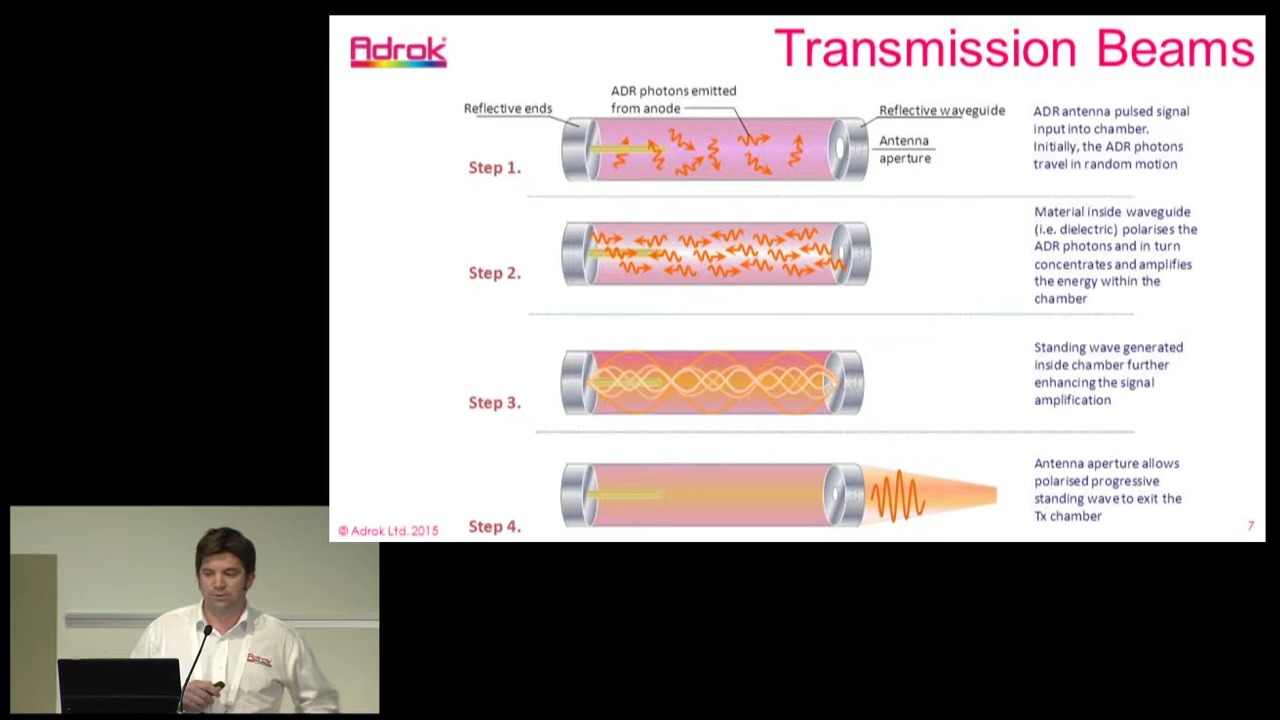 Adrok
Transmission Beams
Reflective ends
ADR photons emitted
from anode
Reflective waveguide
Antenna
aperture
Step 1.
ADR antenna pulsed signal
input into chamber.
Initially, the ADR photons
travel in random motion
Step 2.
Material inside waveguide
(i.e. dielectric) polarises the
ADR photons and in turn
concentrates and amplifies
the energy within the
chamber
Step 3.
Standing wave generated
inside chamber further
enhancing the signal
amplification
Step 4.
Antenna aperture allows
polarised progressive
standing wave to exit the
Tx chamber
© Adrok Ltd. 2015
7
Adrok